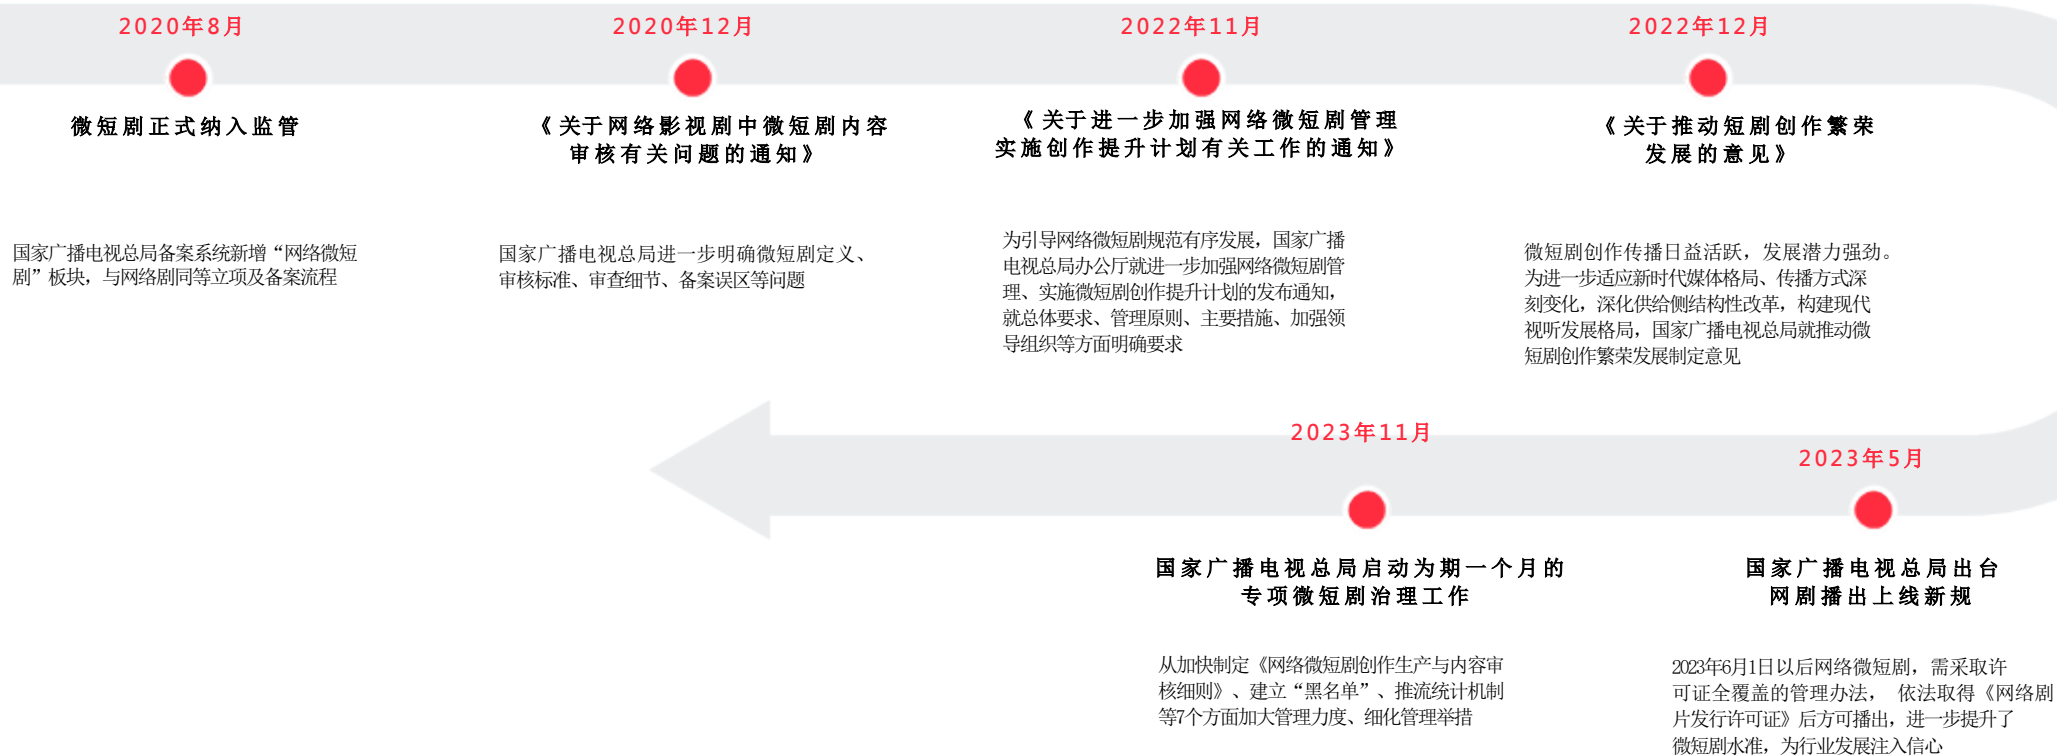 2020年8月
微短剧正式纳入监管
国家广播电视总局备案系统新增“网络微短
剧”板块，与网络剧同等立项及备案流程
2020年12月
《关于网络影视剧中微短剧内容
审核有关问题的通知》
国家广播电视总局进一步明确微短剧定义、
审核标准、审查细节、备案误区等问题
2022年11月
《关于进一步加强网络微短剧管理
实施创作提升计划有关工作的通知》
为引导网络微短剧规范有序发展，国家广播
电视总局办公厅就进一步加强网络微短剧管
理、实施微短剧创作提升计划的发布通知，
就总体要求、管理原则、主要措施、加强领
导组织等方面明确要求
2022年12月
《关于推动短剧创作繁荣
发展的意见》
微短剧创作传播日益活跃，发展潜力强劲。
为进一步适应新时代媒体格局、传播方式深
刻变化，深化供给侧结构性改革，构建现代
视听发展格局，国家广播电视总局就推动微
短剧创作繁荣发展制定意见
2023年5月
国家广播电视总局出台
网剧播出上线新规
2023年6月1日以后网络微短剧，需采取许
可证全覆盖的管理办法， 依法取得《网络剧
片发行许可证》后方可播出，进一步提升了
微短剧水准，为行业发展注入信心
2023年11月
国家广播电视总局启动为期一个月的
专项微短剧治理工作
从加快制定《网络微短剧创作生产与内容审
核细则》、建立“黑名单”、推流统计机制
等7个方面加大管理力度、细化管理举措